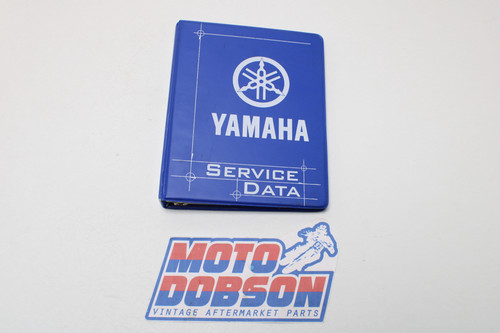 YAMAHA
SERVICE
DATA
MOTO
DOBSON
VINTAGE AFTERMARKET PARTS